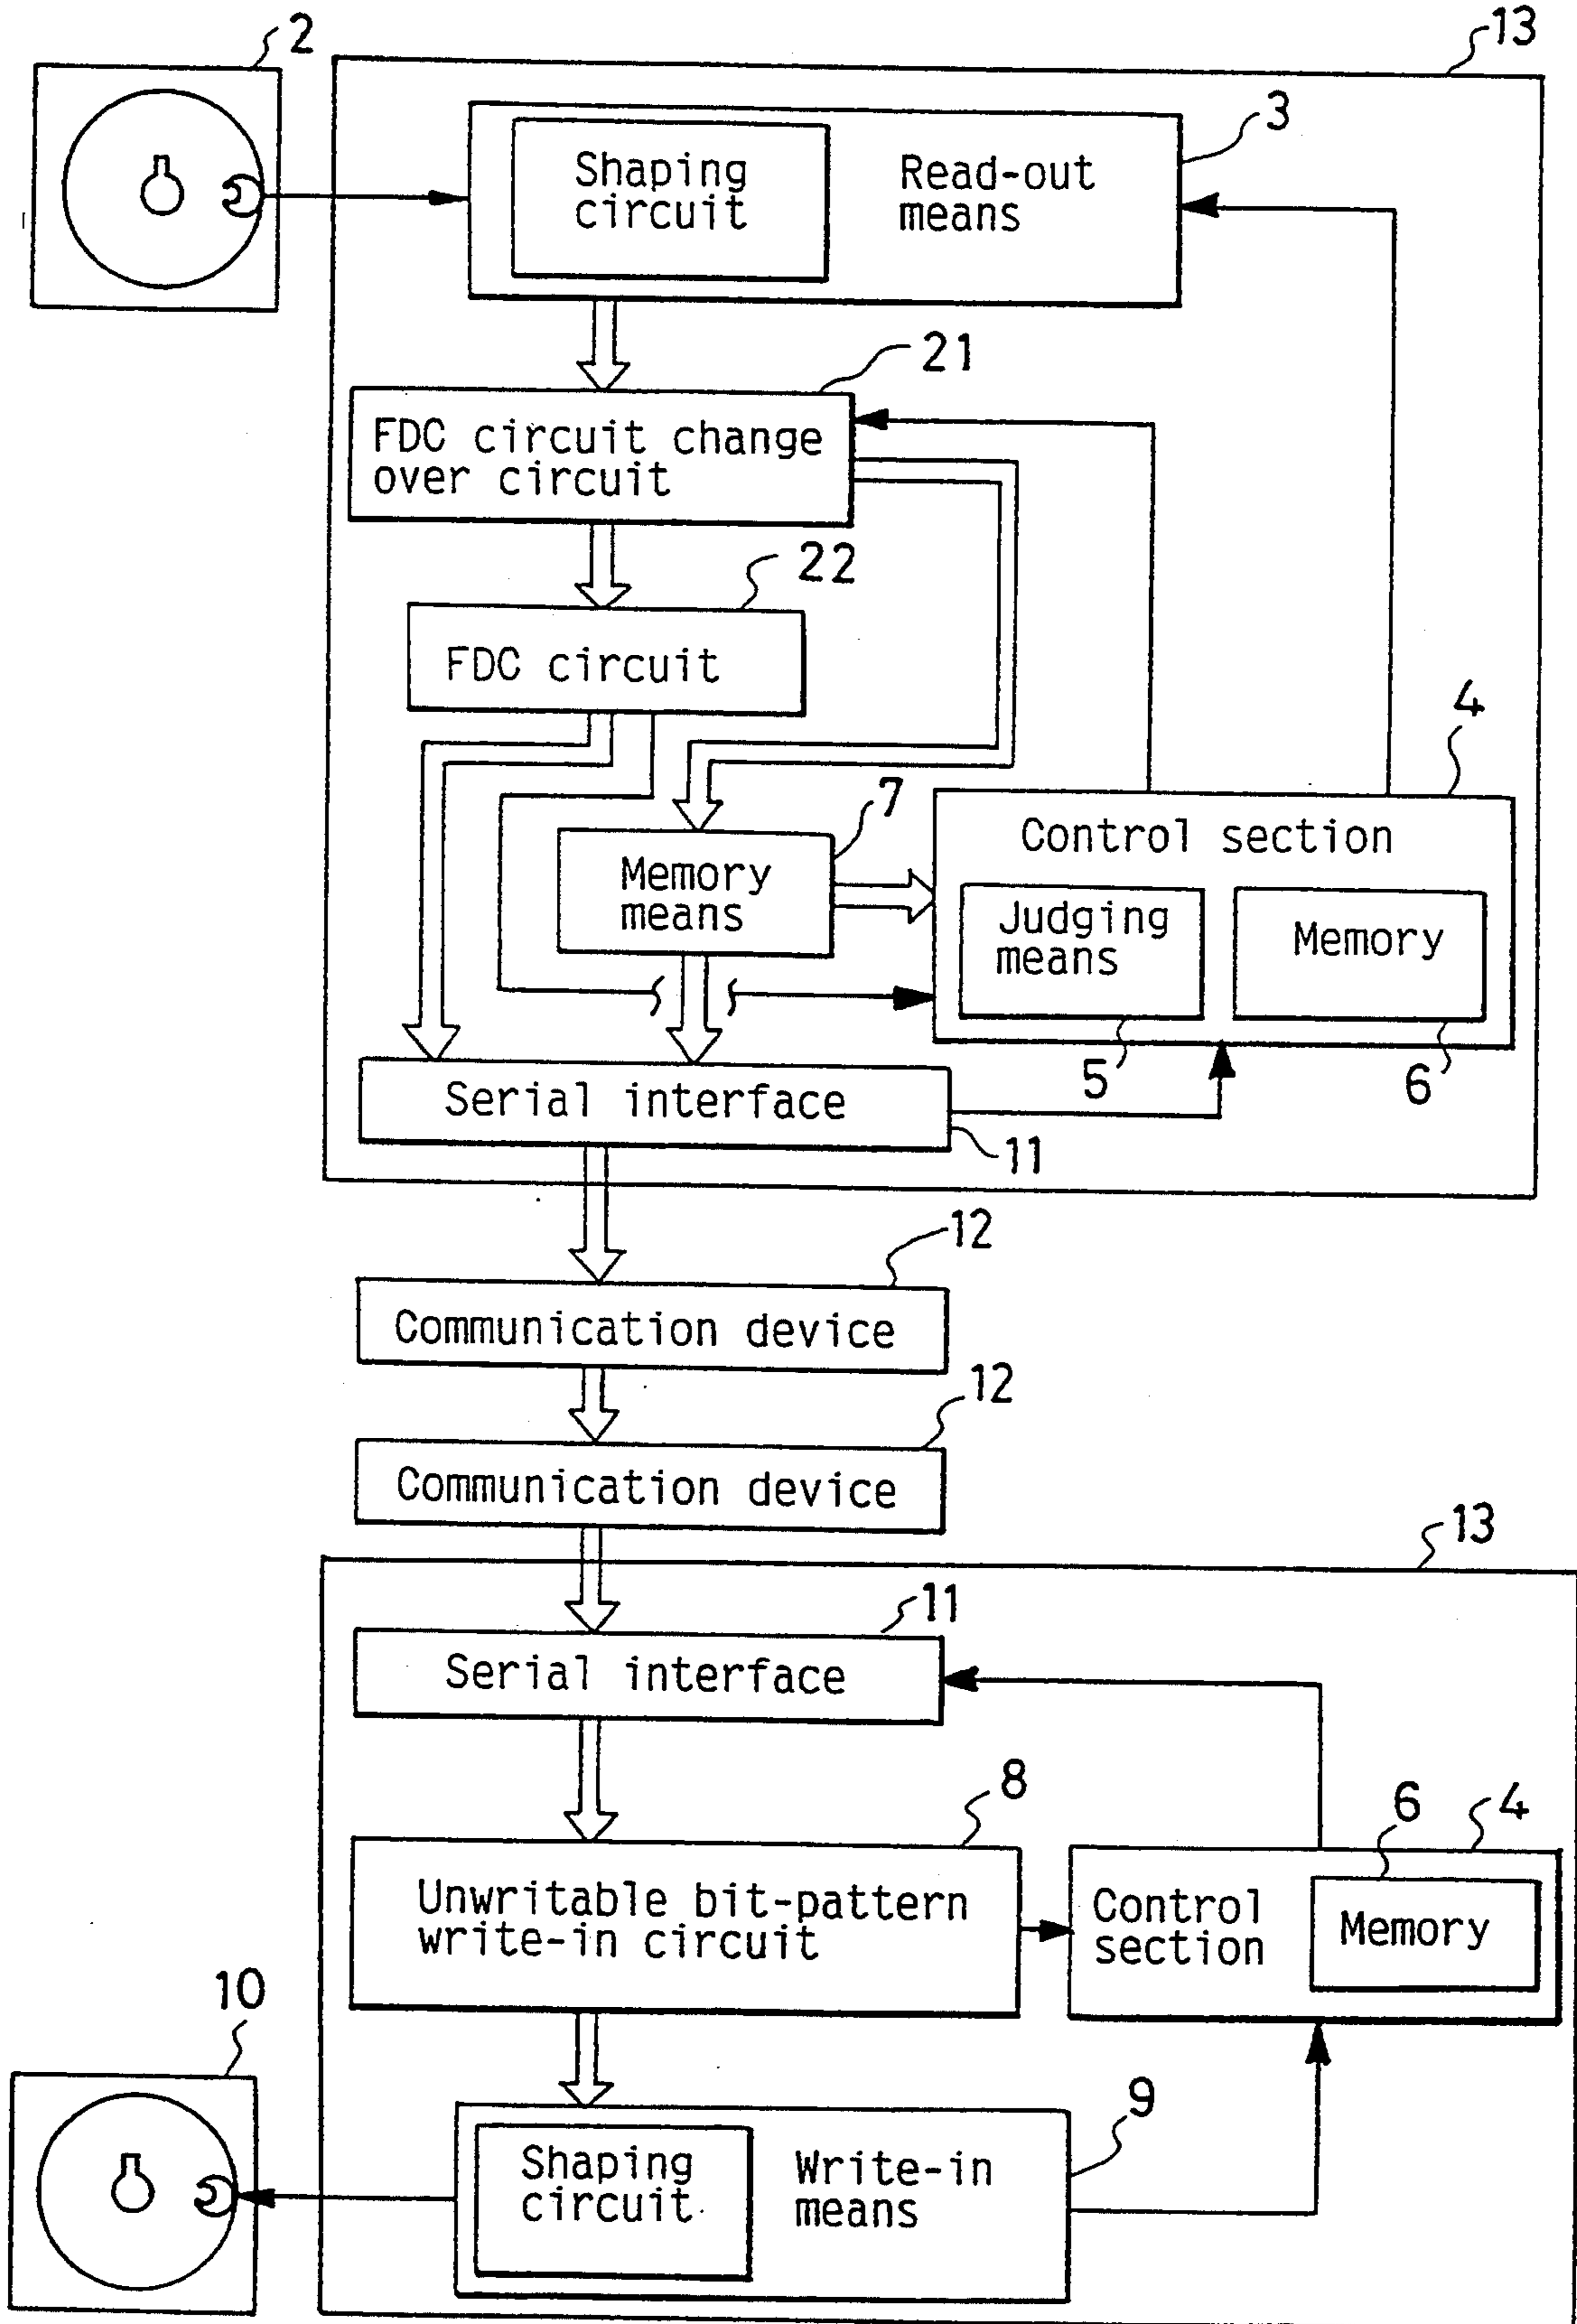 2
13
3
Shaping
circuit
Read-out
means
21
FDC circuit change
over circuit
22
FDC circuit
4
7
Control section
Memory
means
Judging
means
Memory
5
6
Serial interface
11
12
Communication device
12
Communication device
13
11
Serial interface
8
6
4
Unwritable bit-pattern
write-in circuit
Control
section
Memory
10
9
Shaping
circuit
Write-in
means